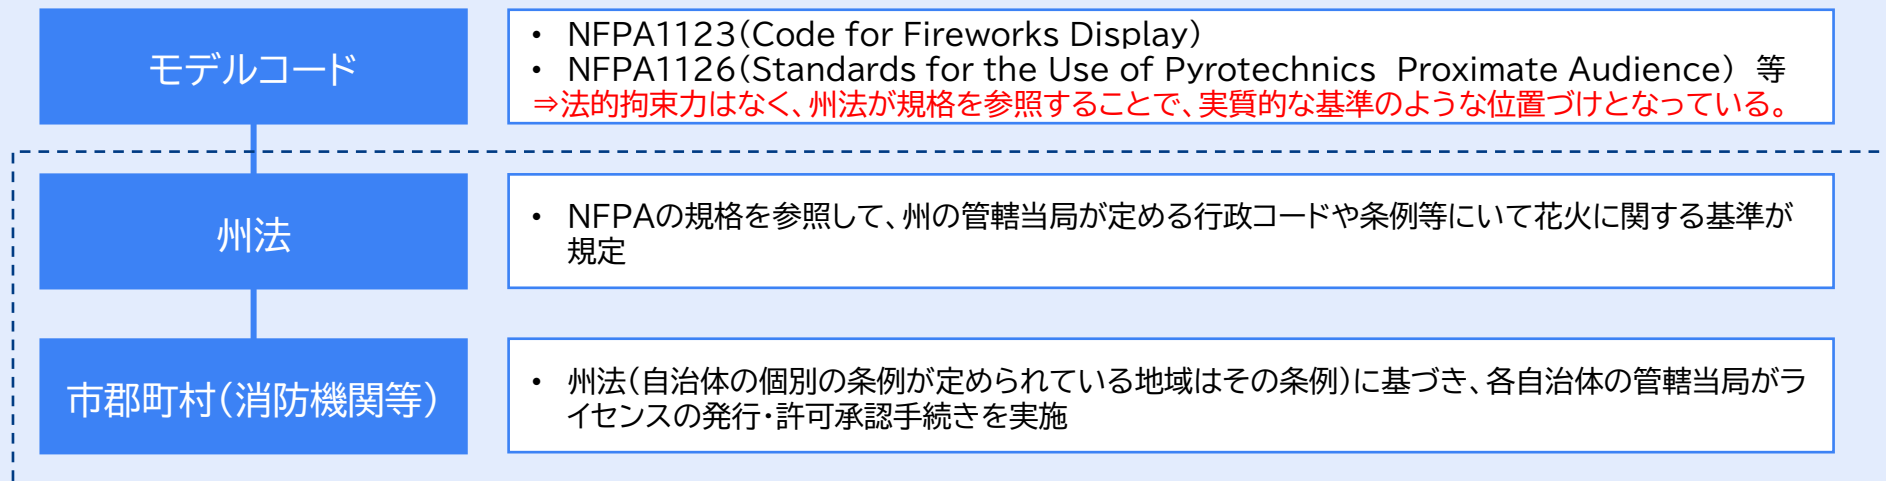 モデルコード
• NFPA1123(Code for Fireworks Display)
• NFPA1126(Standards for the Use of Pyrotechnics Proximate Audience) 等
⇒法的拘束力はなく、州法が規格を参照することで、実質的な基準のような位置づけとなっている。
州法
• NFPAの規格を参照して、州の管轄当局が定める行政コードや条例等にいて花火に関する基準が
規定
市郡町村(消防機関等)
• 州法(自治体の個別の条例が定められている地域はその条例)に基づき、各自治体の管轄当局がラ
イセンスの発行・許可承認手続きを実施